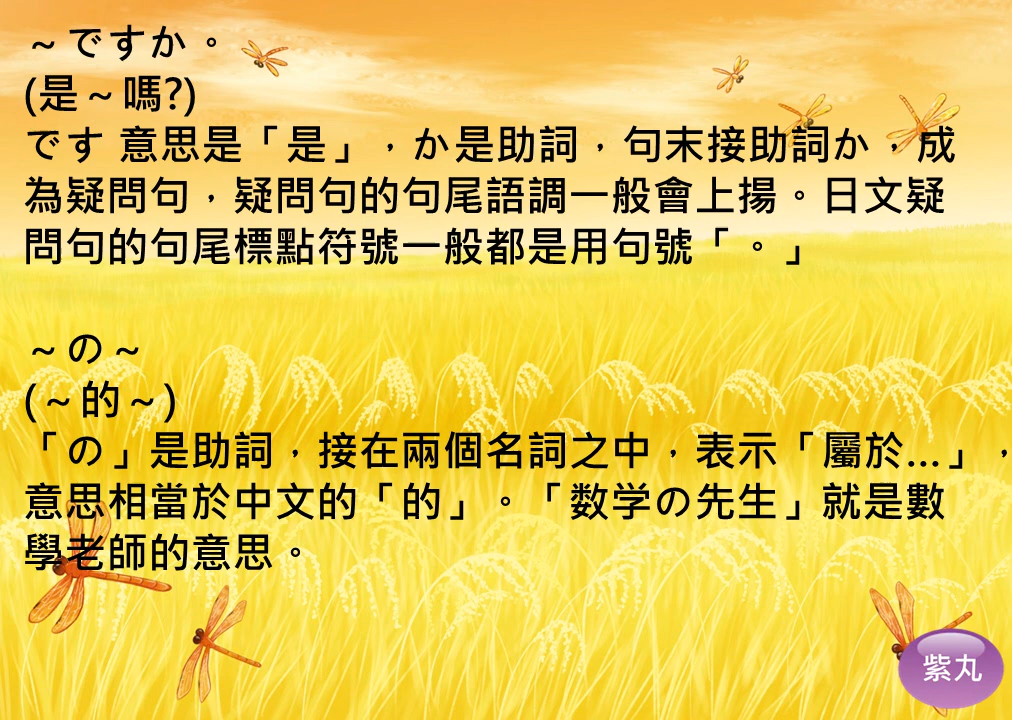 ～ですか。
(是～嗎?)
です 意思是「是」，か是助詞，句末接助詞か，成
為疑問句，疑問句的句尾語調一般會上揚。日文疑
問句的句尾標點符號一般都是用句號「。」
～の～
(～的～)
「の」是助詞，接在兩個名詞之中，表示「屬於...」，
意思相當於中文的「的」。「数学の先生」就是數
學老師的意思。
紫丸